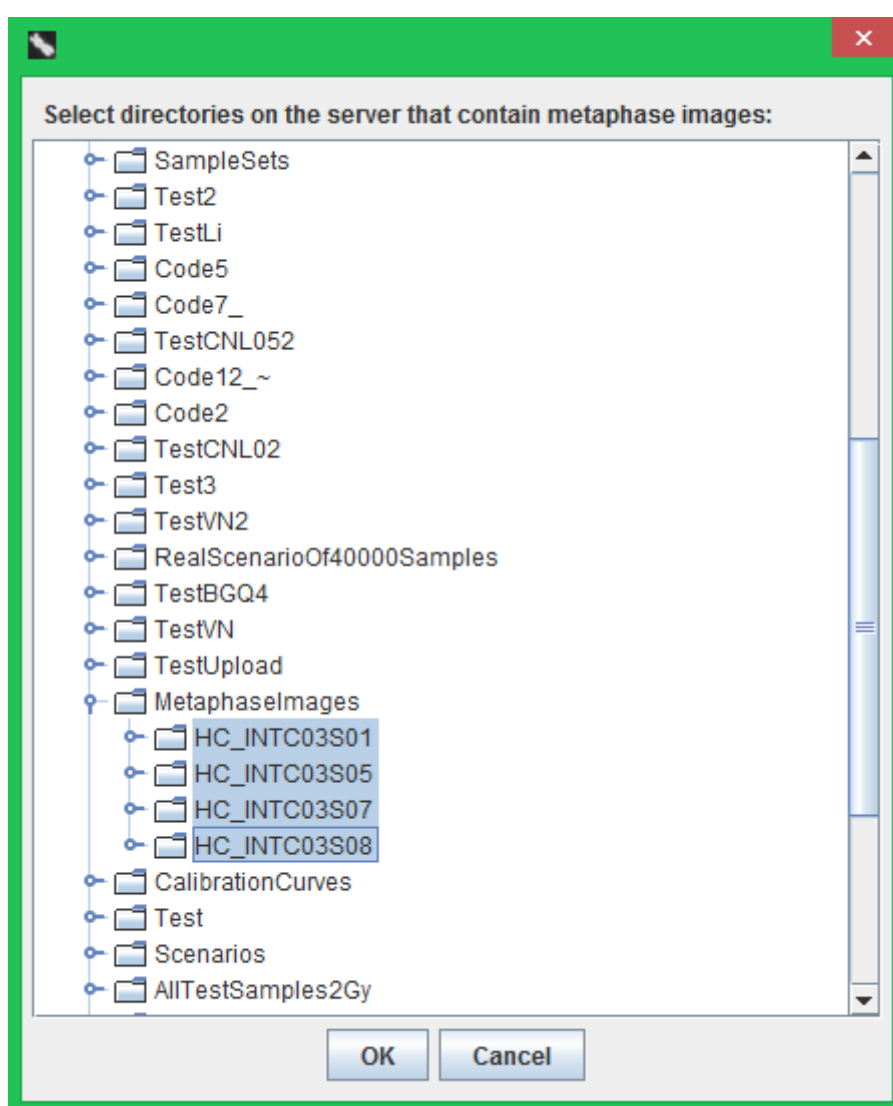 Select directories on the server that contain metaphase images:
SampleSets
Test2
TestLi
Code5
Code7_
TestCNL052
Code12_~
Code2
TestCNL02
Test3
TestVN2
RealScenarioOf40000Samples
TestBGQ4
TestVN
TestUpload
MetaphaseImages
HC_INTC03S01
HC_INTC03S05
HC_INTC03S07
HC_INTC03S08
CalibrationCurves
Test
Scenarios
AllTestSamples2Gy
OK Cancel